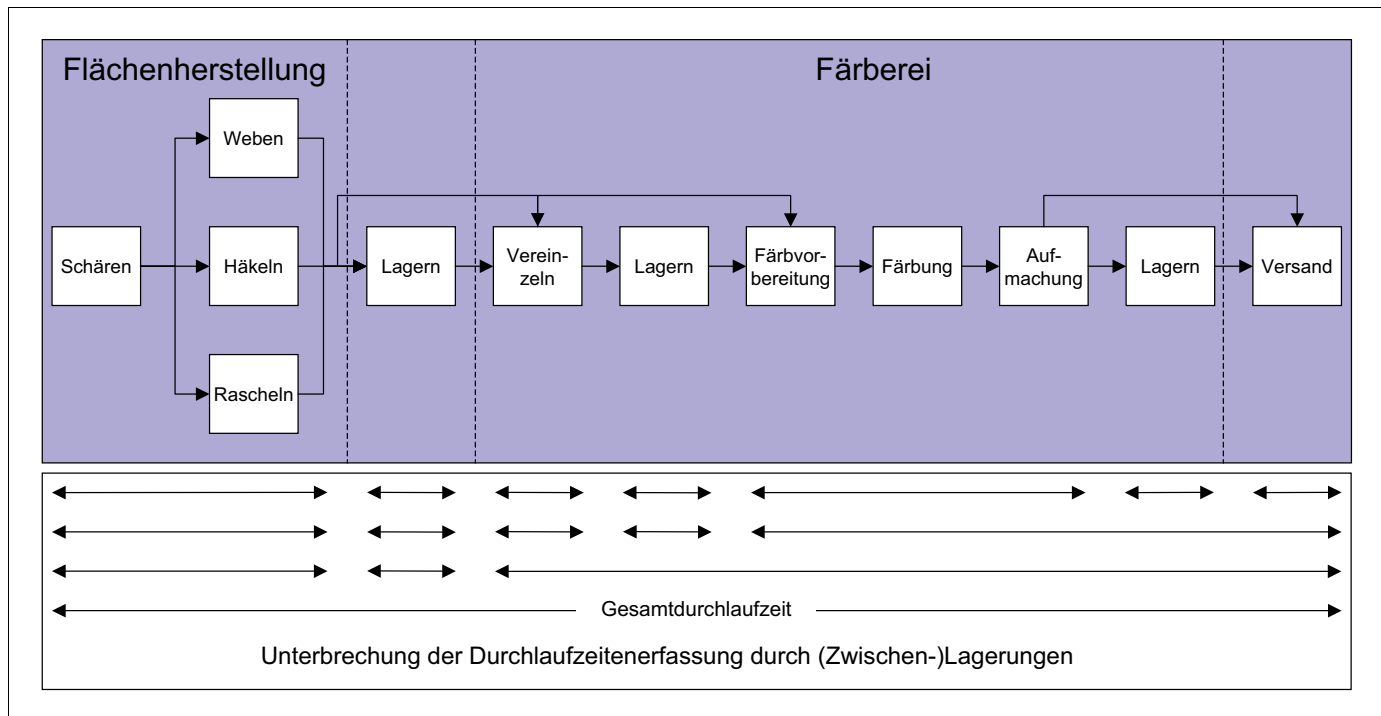 Flächenherstellung
Färberei
Weben
Schären
Häkeln
Lagern
Verein-
zeln
Lagern
Färbvor-
bereitung
Färbung
Auf-
machung
Lagern
Versand
Rascheln
Gesamtdurchlaufzeit
Unterbrechung der Durchlaufzeitenerfassung durch (Zwischen-)Lagerungen